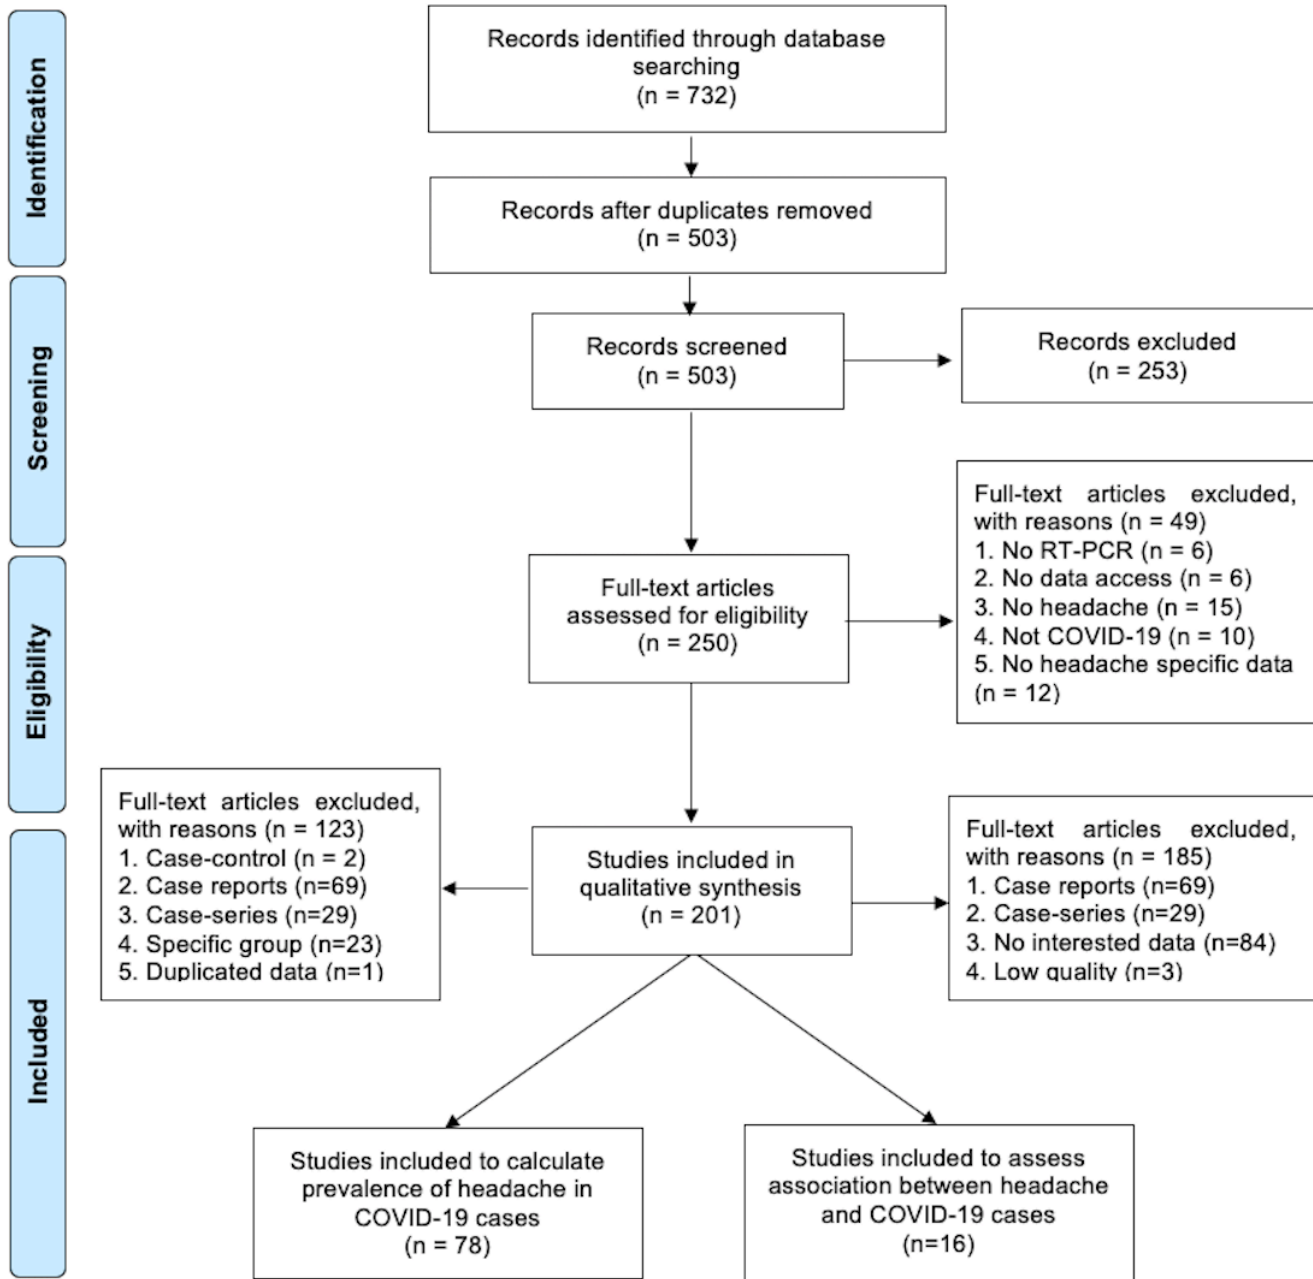 Identification
Records identified through database
searching
(n = 732)
Records after duplicates removed
(n = 503)
Screening
Records screened
(n = 503)
Records excluded
(n = 253)
Eligibility
Full-text articles
assessed for eligibility
(n = 250)
Full-text articles excluded,
with reasons (n = 49)
1. No RT-PCR (n = 6)
2. No data access (n = 6)
3. No headache (n = 15)
4. Not COVID-19 (n = 10)
5. No headache specific data
(n = 12)
Included
Full-text articles excluded,
with reasons (n = 123)
1. Case-control (n = 2)
2. Case reports (n=69)
3. Case-series (n=29)
4. Specific group (n=23)
5. Duplicated data (n=1)
Studies included in
qualitative synthesis
(n = 201)
Full-text articles excluded,
with reasons (n = 185)
1. Case reports (n=69)
2. Case-series (n=29)
3. No interested data (n=84)
4. Low quality (n=3)
Studies included to calculate
prevalence of headache in
COVID-19 cases
(n = 78)
Studies included to assess
association between headache
and COVID-19 cases
(n=16)